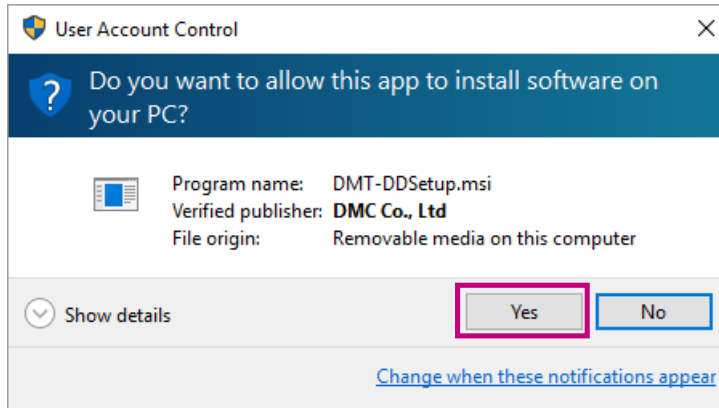 User Account Control
Do you want to allow this app to install software on
your PC?
Program name: DMT-DDSetup.msi
Verified publisher: DMC Co., Ltd
File origin: Removable media on this computer
Show details
Yes
No
Change when these notifications appear